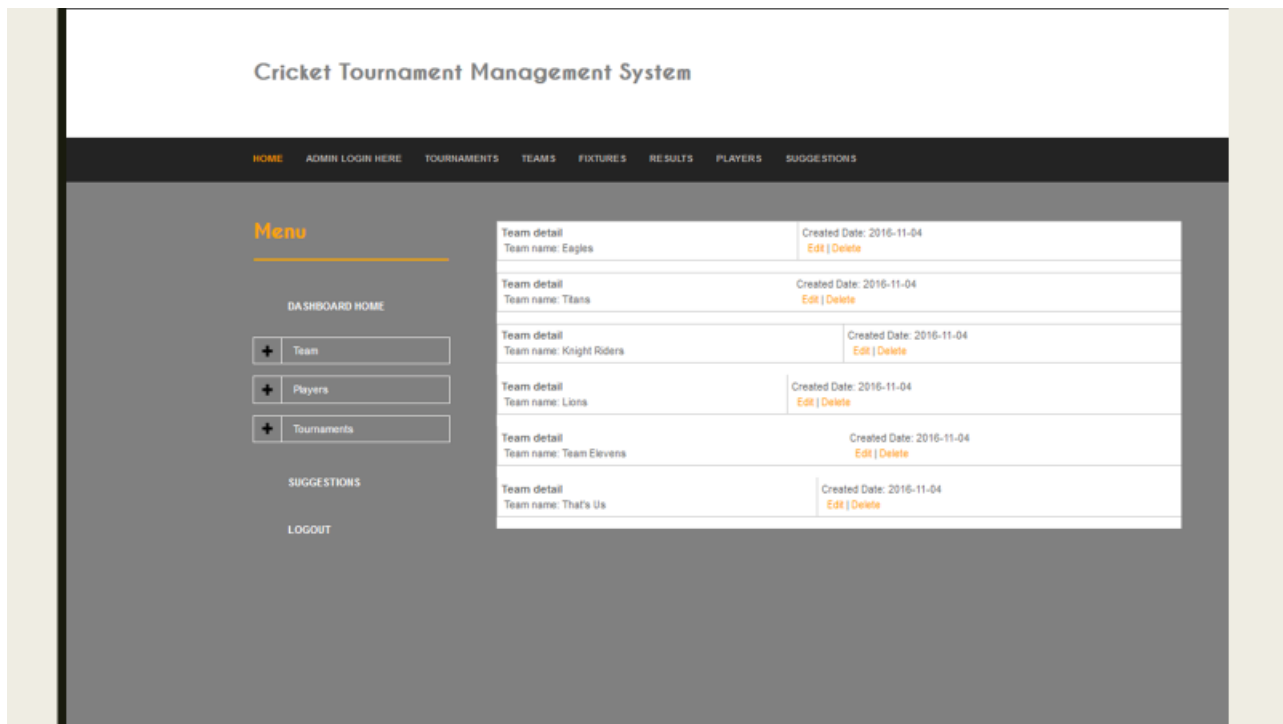 Cricket Tournament Management System
HOME ADMIN LOGIN HERE TOURNAMENTS TEAMS FIXTURES RESULTS PLAYERS SUGGESTIONS
Menu
DASHBOARD HOME
Team
Players
Tournaments
SUGGESTIONS
LOGOUT
Team detail Created Date: 2016-11-04
Team name: Eagles Edit | Delete
Team detail Created Date: 2016-11-04
Team name: Titans Edit | Delete
Team detail Created Date: 2016-11-04
Team name: Knight Riders Edit | Delete
Team detail Created Date: 2016-11-04
Team name: Lions Edit | Delete
Team detail Created Date: 2016-11-04
Team name: Team Elevens Edit | Delete
Team detail Created Date: 2016-11-04
Team name: That's Us Edit | Delete